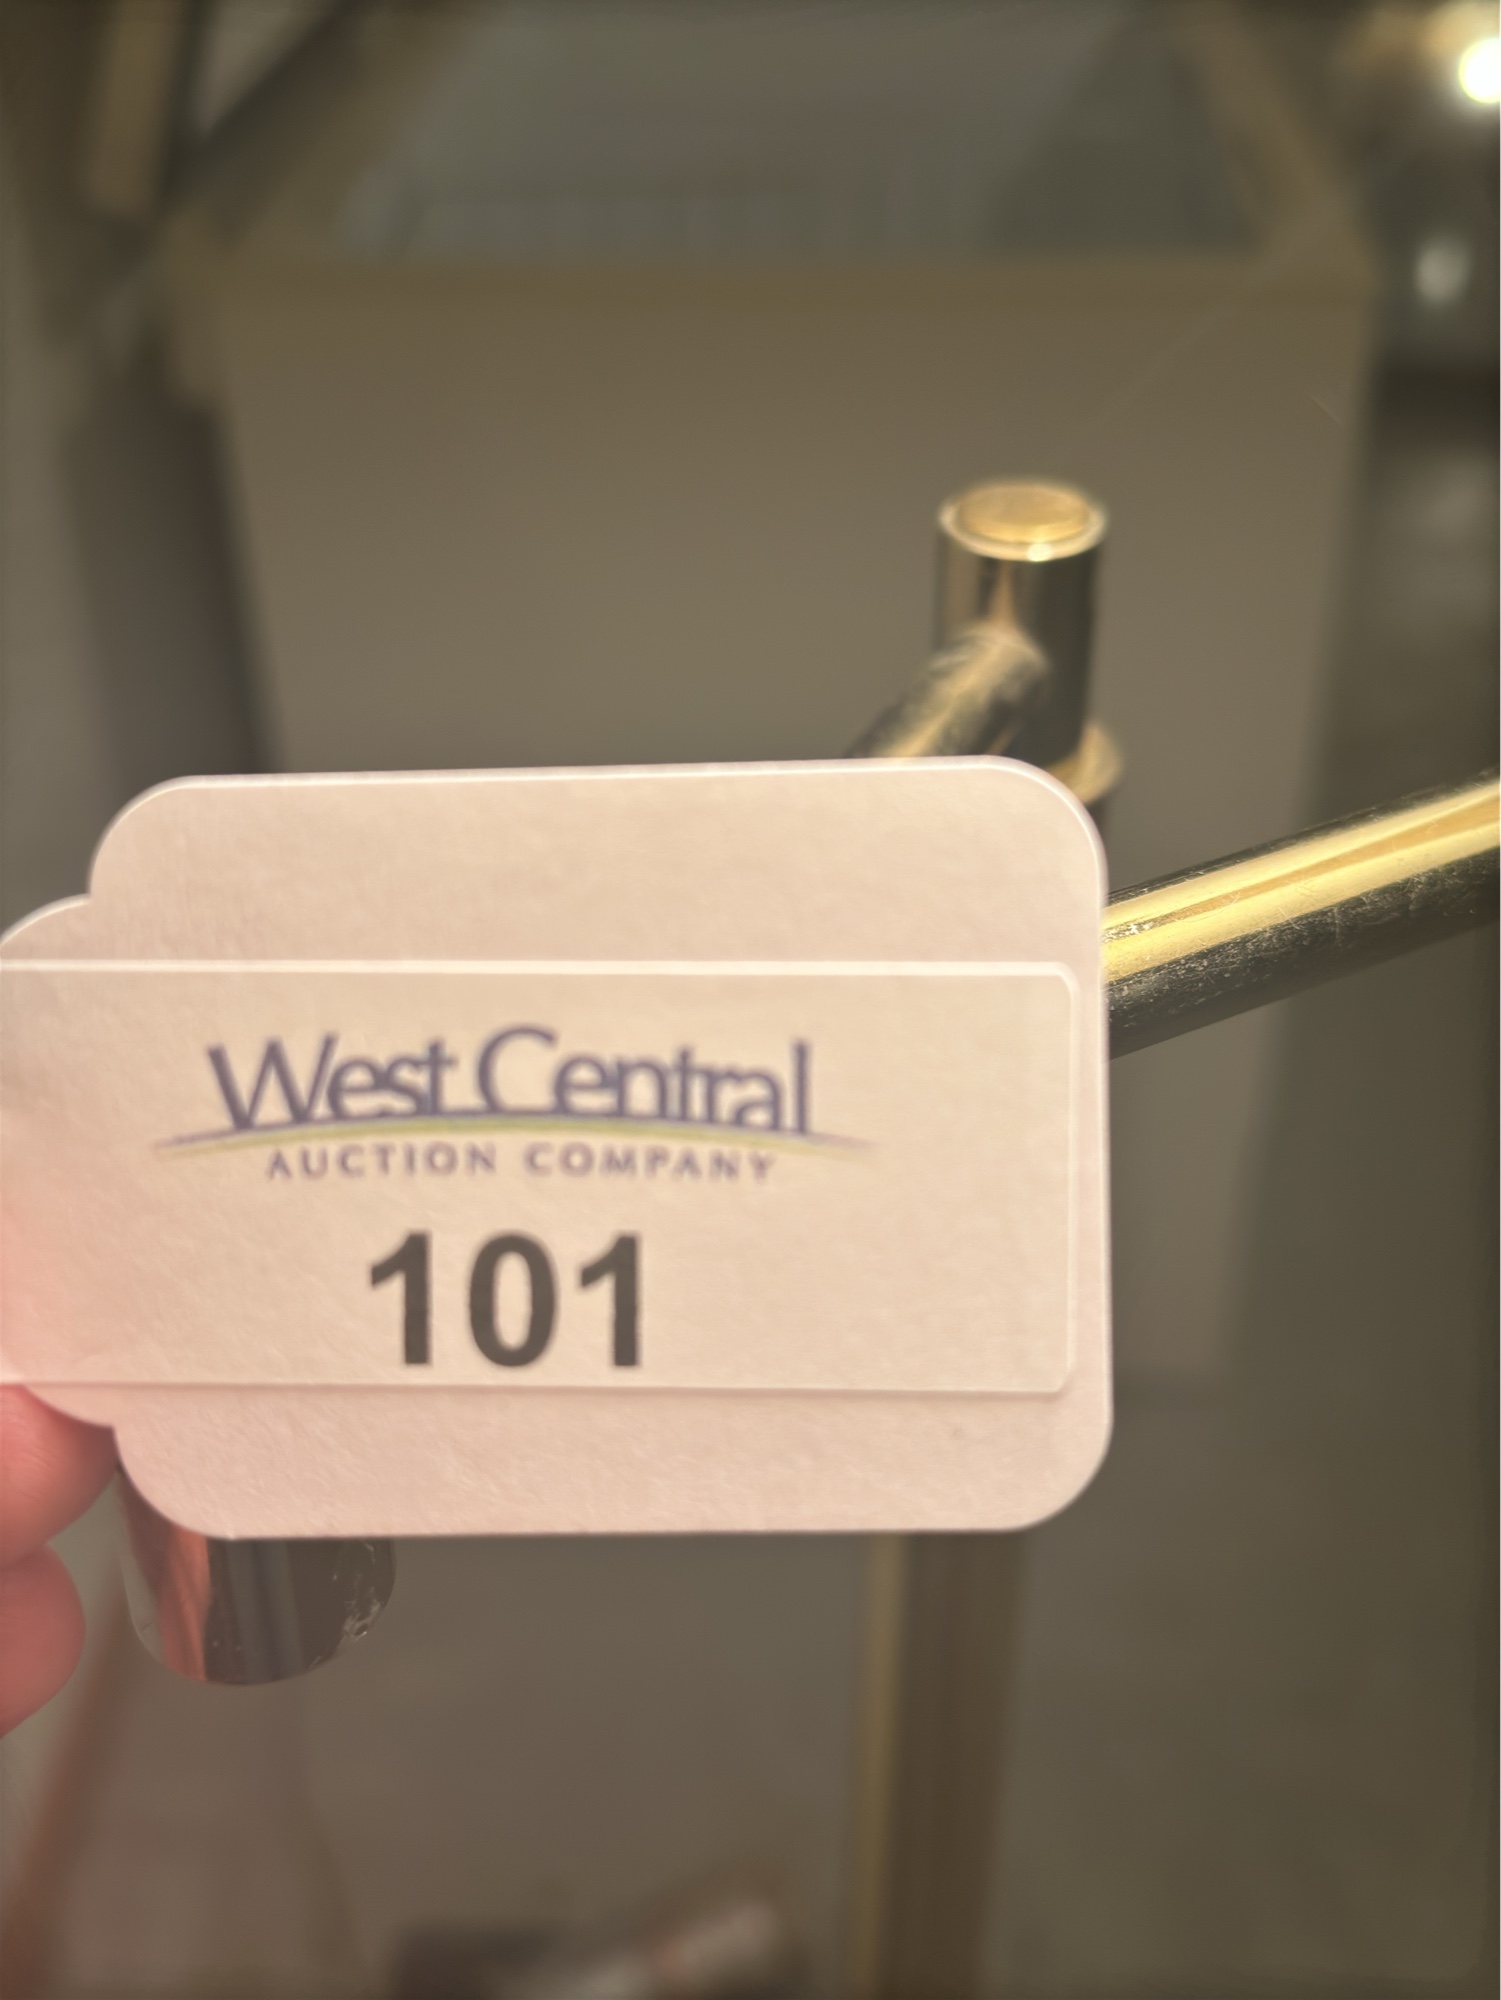 West Central
AUCTION COMPANY
101